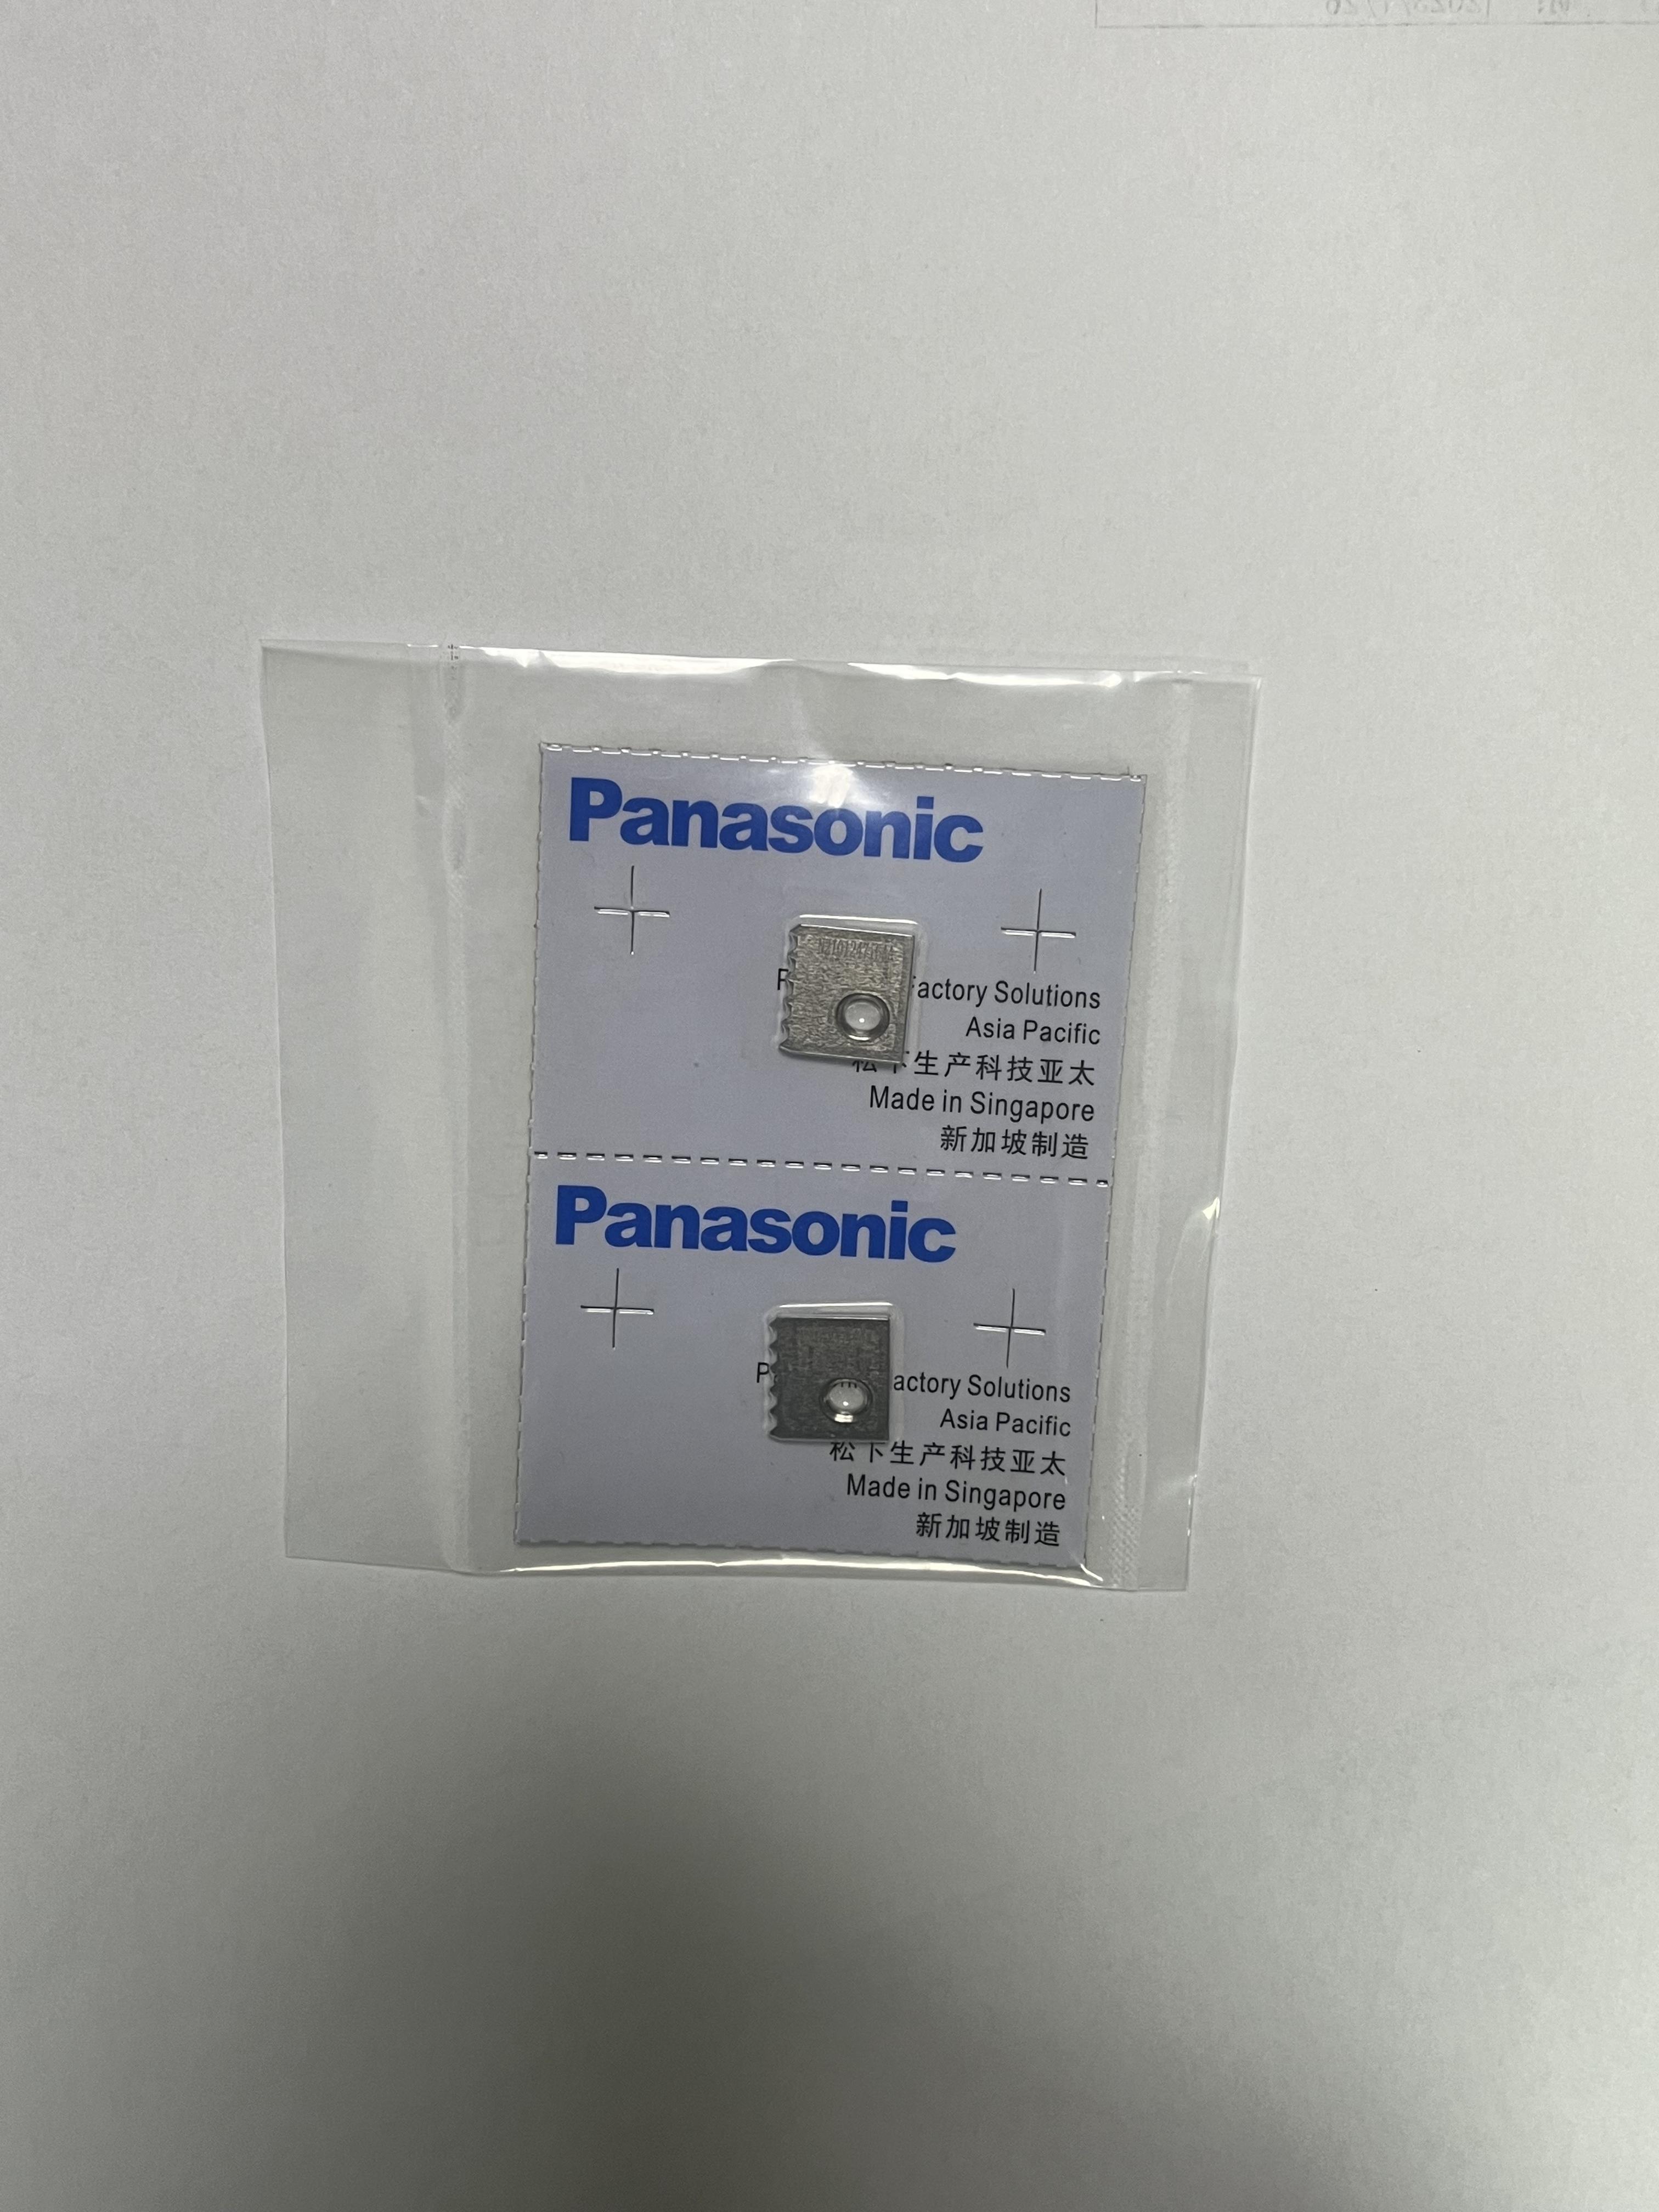 Panasonic
actory Solutions
Asia Pacific
松下生产科技亚太
Made in Singapore
新加坡制造
Panasonic
actory Solutions
Asia Pacific
松下生产科技亚太
Made in Singapore
新加坡制造